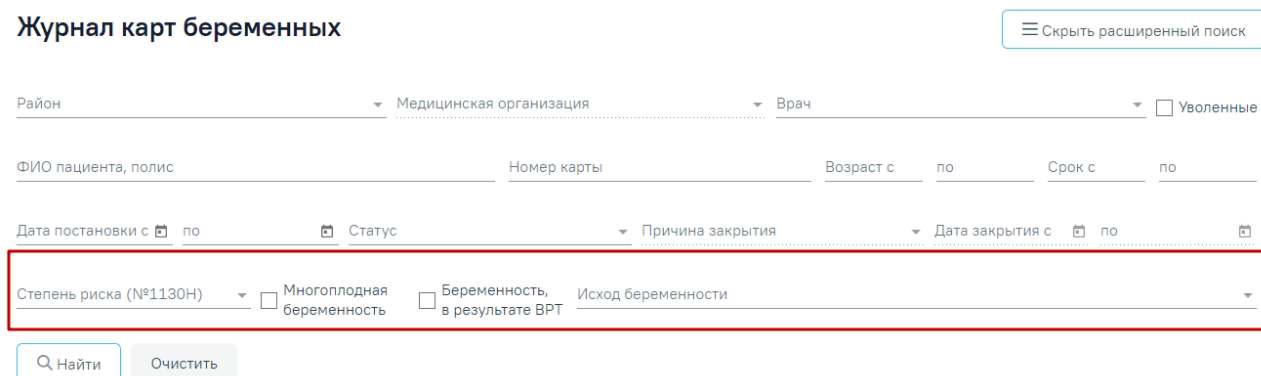 Журнал карт беременных
Скрыть расширенный поиск
Район Медицинская организация Врач Уволенные
ФИО пациента, полис Номер карты Возраст с по Срок с по
Дата постановки с по Статус Причина закрытия Дата закрытия с по
Степень риска (№1130Н) Многоплодная беременность Беременность, в результате ВРТ Исход беременности
Найти Очистить